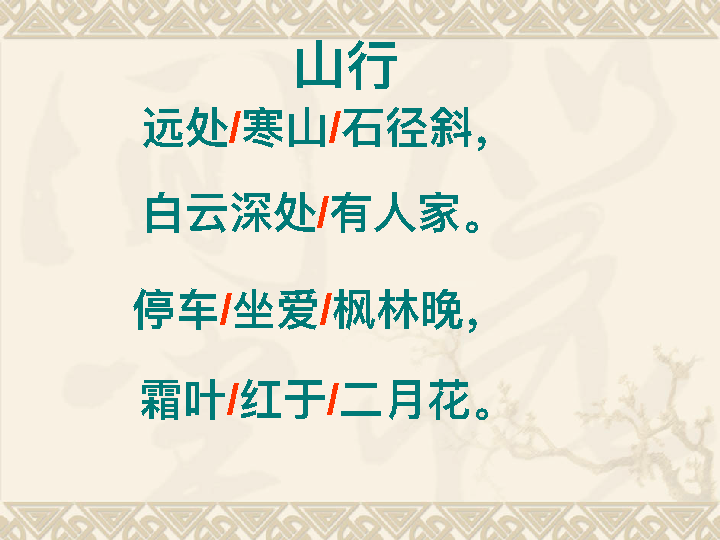 山行
远处/寒山/石径斜，
白云深处/有人家。
停车/坐爱/枫林晚，
霜叶/红于/二月花。